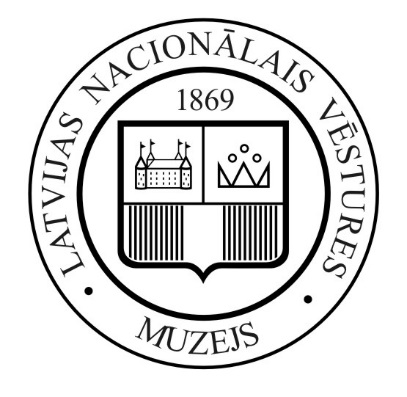 LATVIJAS NACIONĀLAIS VĒSTURES
MUZEJS
1869